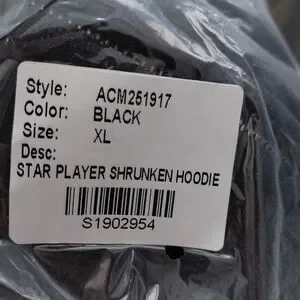 Style: ACM251917
Color: BLACK
Size: XL
Desc:
STAR PLAYER SHRUNKEN HOODIE
S1902954